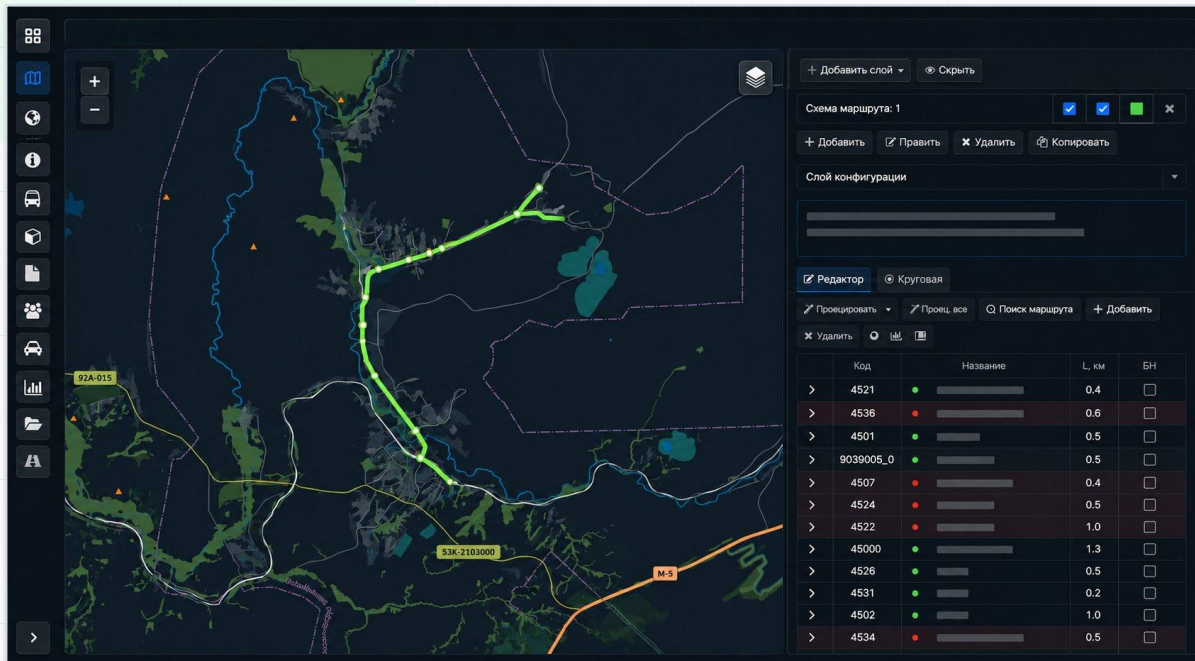 + Добавить слой
Скрыть
Схема маршрута: 1
+ Добавить
Править
Удалить
Копировать
Слой конфигурации
Редактор
Круговая
Проецировать
Проец. все
Поиск маршрута
+ Добавить
Удалить
Код Название L, км БН
4521 0.4
4536 0.6
4501 0.5
9039005_0 0.5
4507 0.4
4524 0.5
4522 1.0
45000 1.3
4526 0.5
4531 0.2
4502 1.0
4534 0.5
+
−
92A-015
53K-2103000
M-5